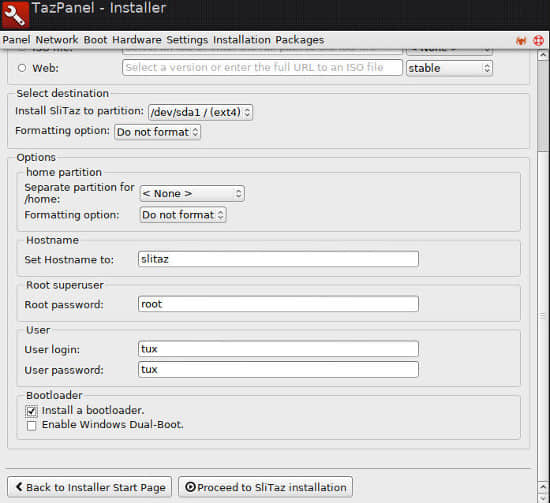 TazPanel - Installer
Panel Network Boot Hardware Settings Installation Packages
Web: Select a version or enter the full URL to an ISO file stable
Select destination
Install SliTaz to partition: /dev/sda1 / (ext4)
Formatting option: Do not format
Options
home partition
Separate partition for
/home: < None >
Formatting option: Do not format
Hostname
Set Hostname to: slitaz
Root superuser
Root password: root
User
User login: tux
User password: tux
Bootloader
Install a bootloader.
Enable Windows Dual-Boot.
Back to Installer Start Page Proceed to SliTaz installation